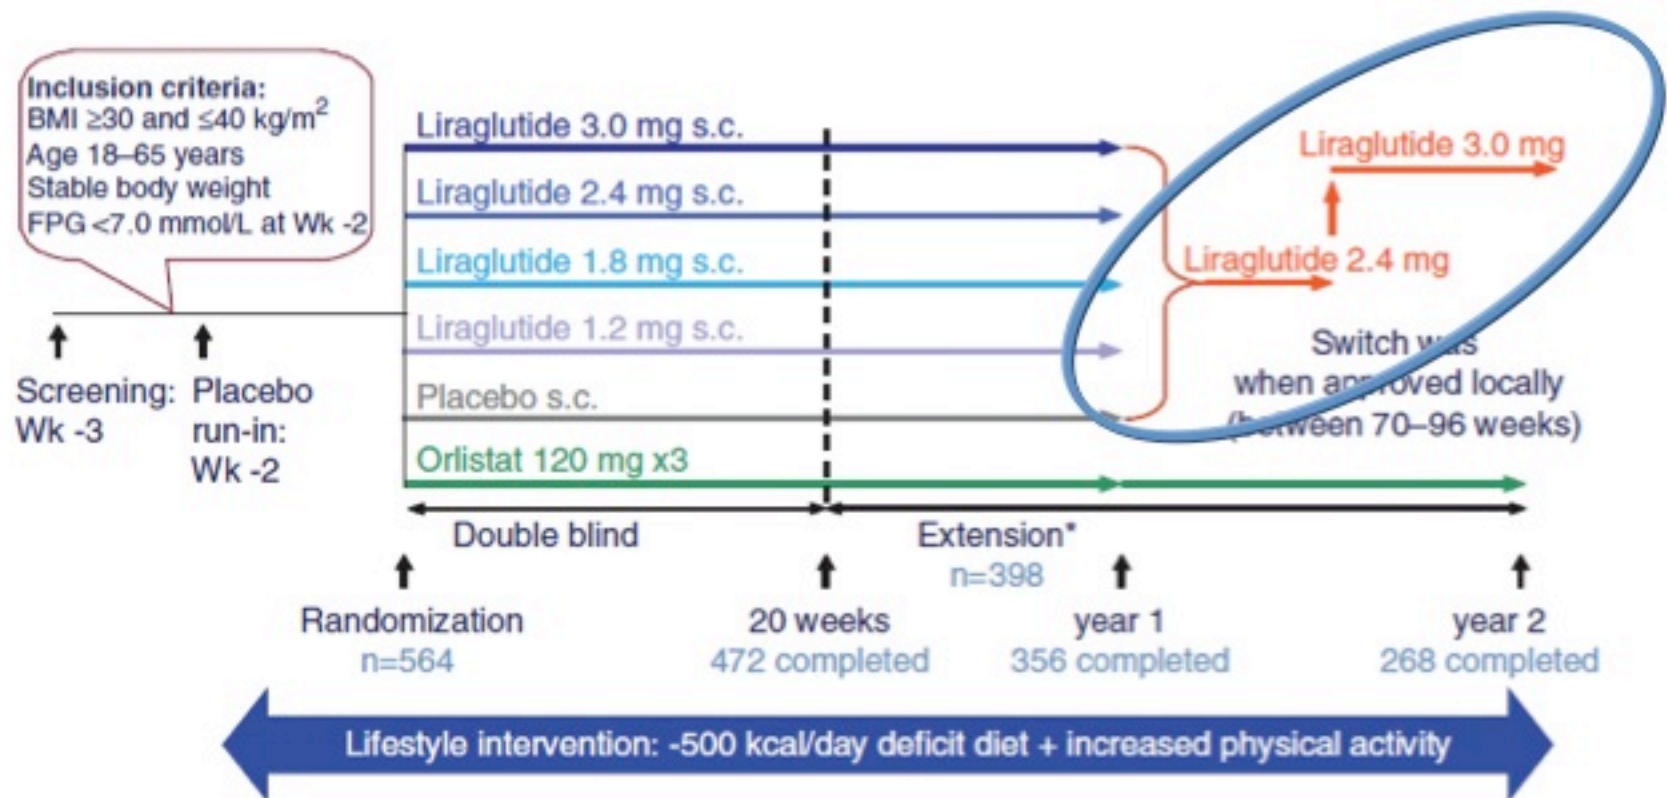 Inclusion criteria:
BMI ≥30 and ≤40 kg/m²
Age 18–65 years
Stable body weight
FPG <7.0 mmol/L at Wk -2
Liraglutide 3.0 mg s.c.
Liraglutide 2.4 mg s.c.
Liraglutide 1.8 mg s.c.
Liraglutide 1.2 mg s.c.
Placebo s.c.
Orlistat 120 mg x3
Liraglutide 3.0 mg
Liraglutide 2.4 mg
Switch was
when approved locally
(between 70–96 weeks)
Screening:
Wk -3
Placebo
run-in:
Wk -2
Double blind
Extension*
n=398
Randomization
n=564
20 weeks
472 completed
year 1
356 completed
year 2
268 completed
Lifestyle intervention: -500 kcal/day deficit diet + increased physical activity